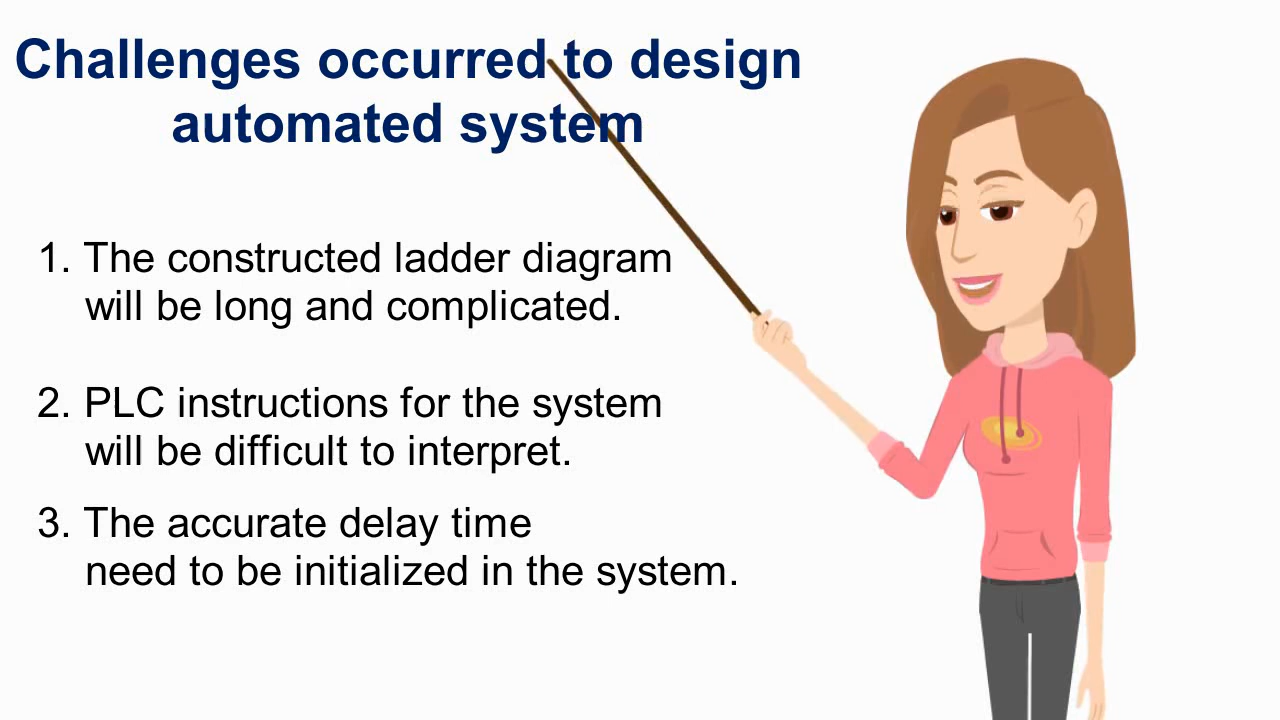 Challenges occurred to design
automated system
1. The constructed ladder diagram
will be long and complicated.
2. PLC instructions for the system
will be difficult to interpret.
3. The accurate delay time
need to be initialized in the system.